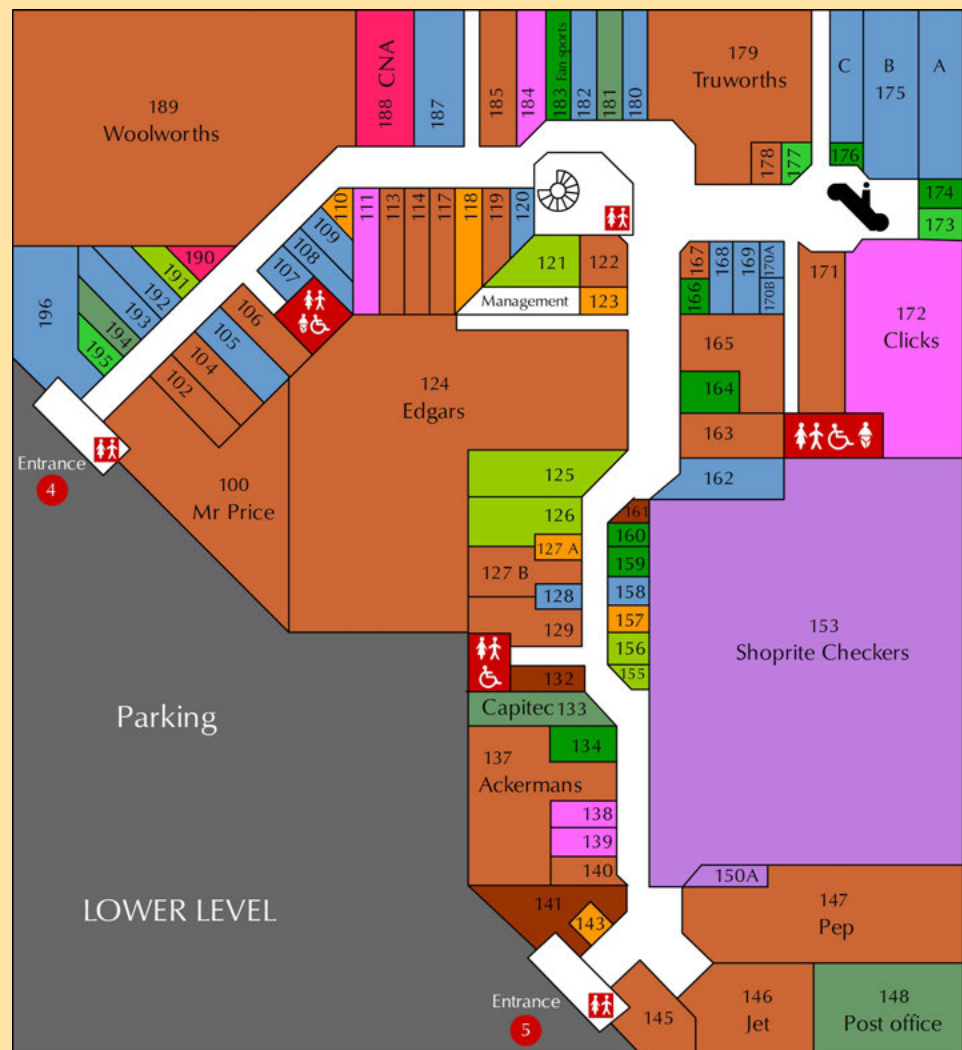 189
Woolworths
188 CNA
187
185
184
183 Fan sports
182
181
180
179
Truworths
178
177
C
B
175
A
176
174
173
110
111
113
114
117
118
119
120
109
108
107
190
191
192
193
194
195
196
106
105
104
102
121
122
Management
123
167
166
168
169
170A
170B
171
172
Clicks
165
164
163
162
124
Edgars
Entrance
4
100
Mr Price
125
126
127 A
127 B
128
129
161
160
159
158
157
156
155
153
Shoprite Checkers
132
Capitec 133
134
137
Ackermans
138
139
140
Parking
LOWER LEVEL
141
143
150A
147
Pep
Entrance
5
145
146
Jet
148
Post office